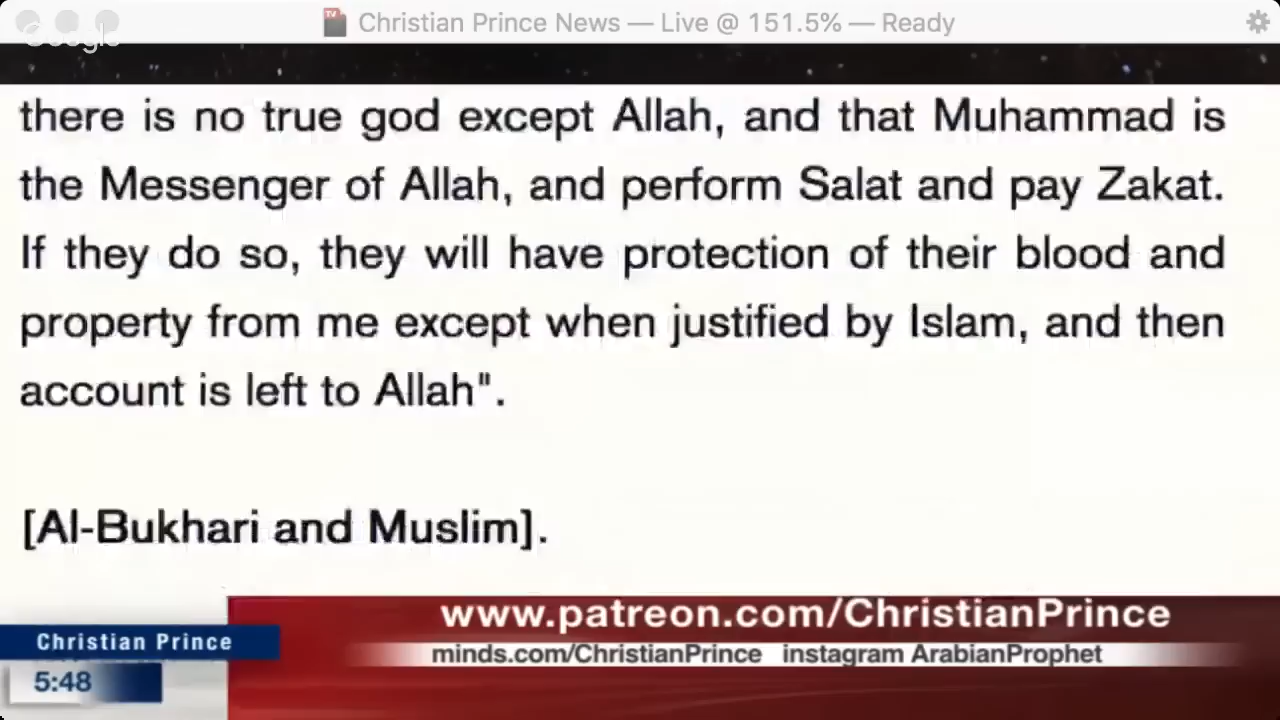 Christian Prince News — Live @ 151.5% — Ready
Google
there is no true god except Allah, and that Muhammad is
the Messenger of Allah, and perform Salat and pay Zakat.
If they do so, they will have protection of their blood and
property from me except when justified by Islam, and then
account is left to Allah".
[Al-Bukhari and Muslim].
www.patreon.com/ChristianPrince
Christian Prince
minds.com/ChristianPrince instagram ArabianProphet
5:48